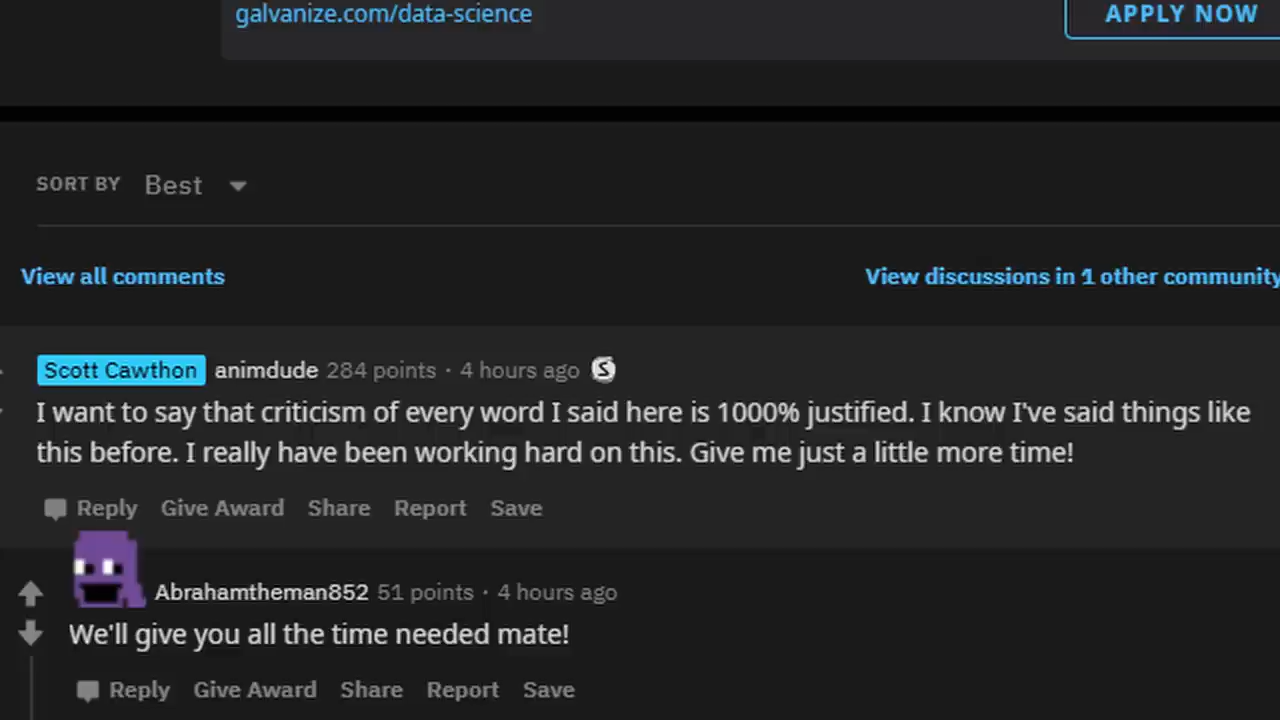 galvanize.com/data-science
APPLY NOW
SORT BY Best
View all comments
View discussions in 1 other community
Scott Cawthon animdude 284 points · 4 hours ago
I want to say that criticism of every word I said here is 1000% justified. I know I've said things like
this before. I really have been working hard on this. Give me just a little more time!
Reply Give Award Share Report Save
Abrahamtheman852 51 points · 4 hours ago
We'll give you all the time needed mate!
Reply Give Award Share Report Save